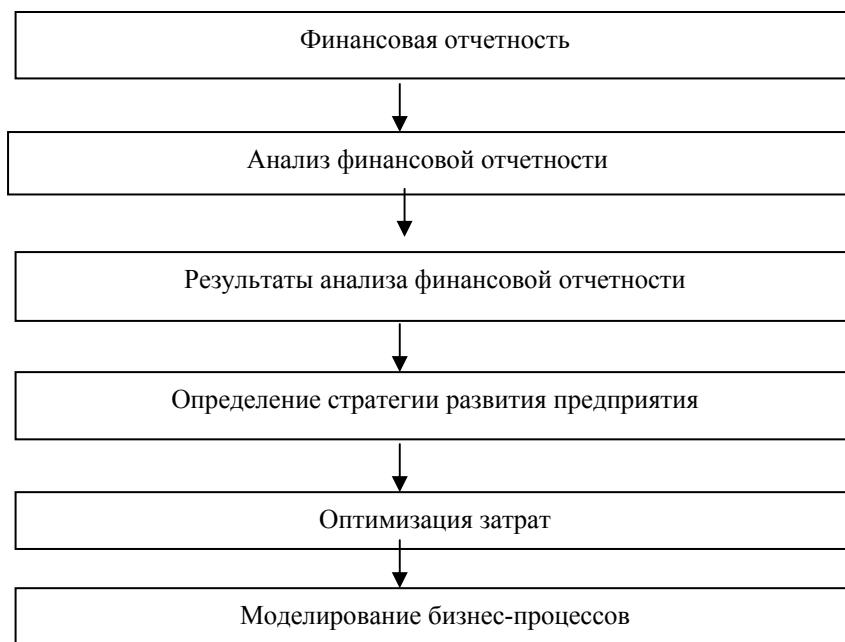 Финансовая отчетность
Анализ финансовой отчетности
Результаты анализа финансовой отчетности
Определение стратегии развития предприятия
Оптимизация затрат
Моделирование бизнес-процессов